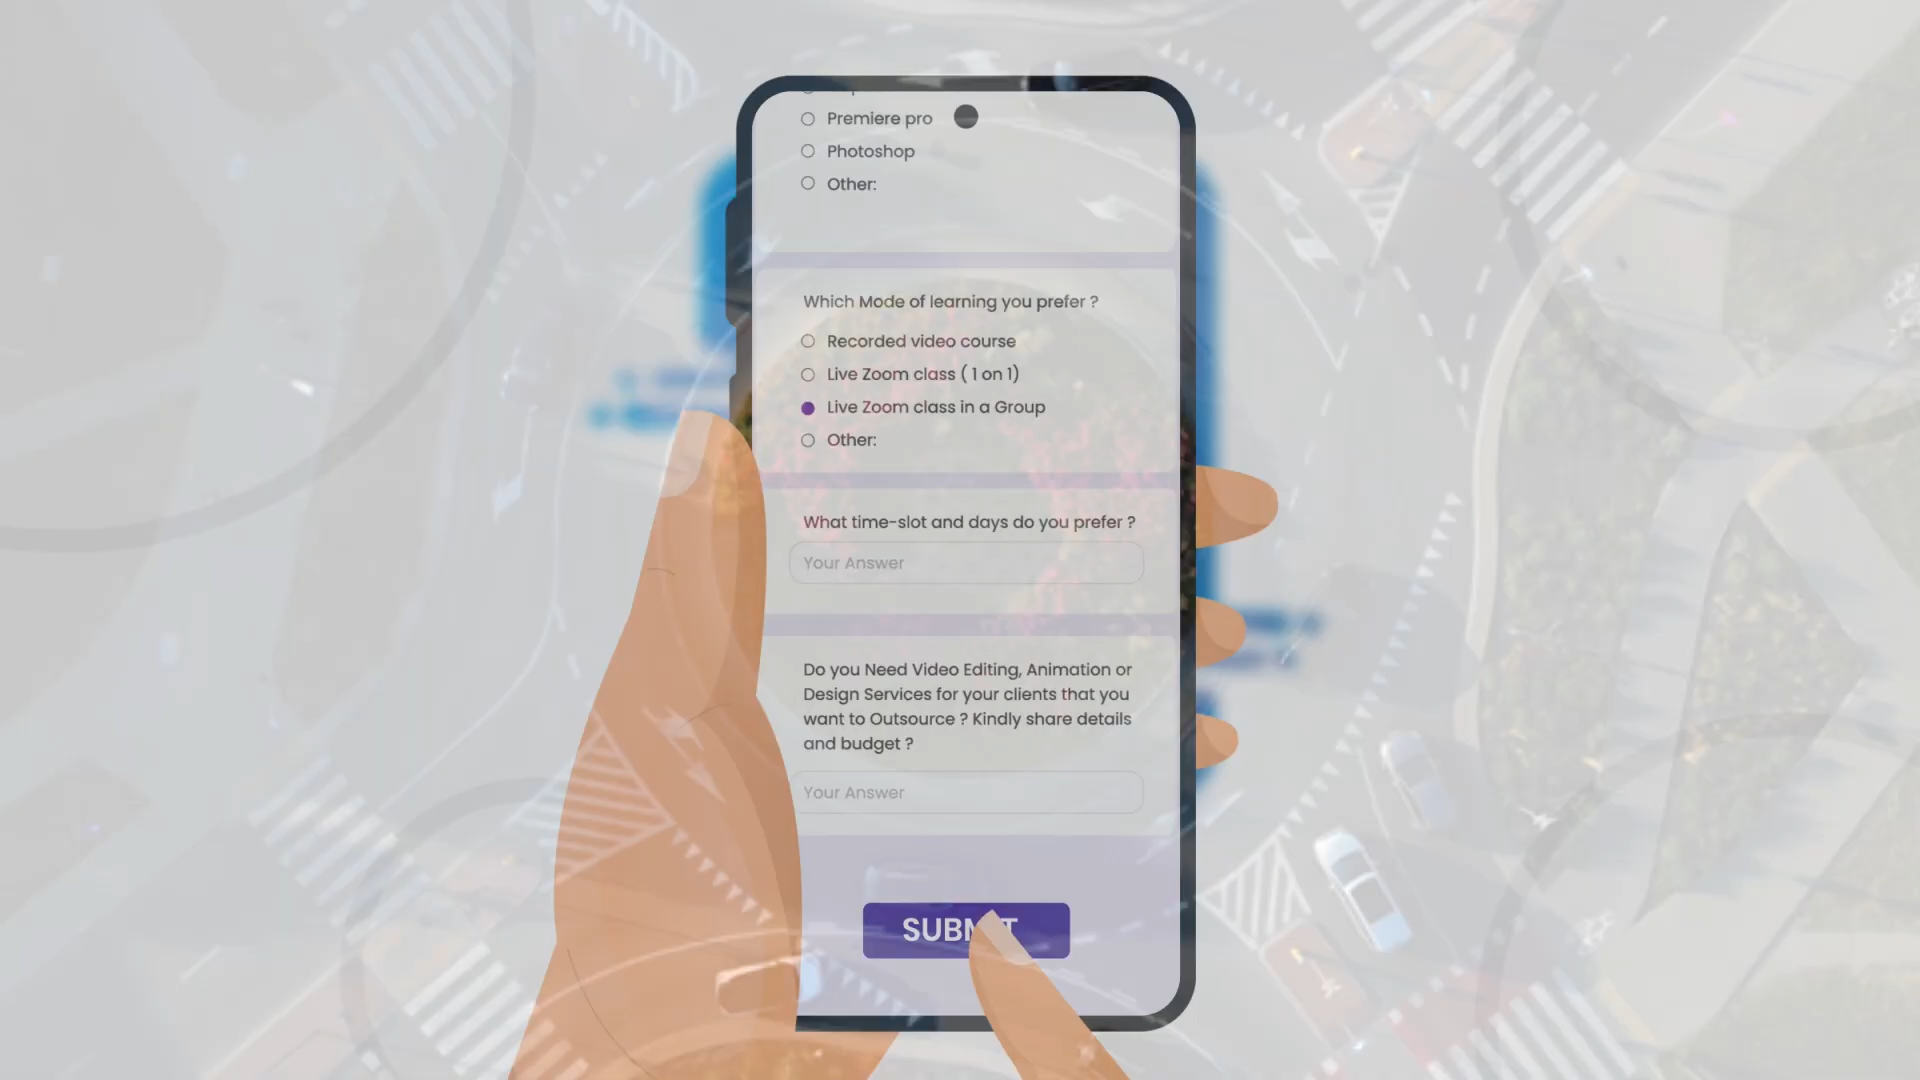 Premiere pro
Photoshop
Other:
Which Mode of learning you prefer ?
Recorded video course
Live Zoom class ( 1 on 1)
Live Zoom class in a Group
Other:
What time-slot and days do you prefer ?
Your Answer
Do you Need Video Editing, Animation or
Design Services for your clients that you
want to Outsource ? Kindly share details
and budget ?
Your Answer
SUBMIT